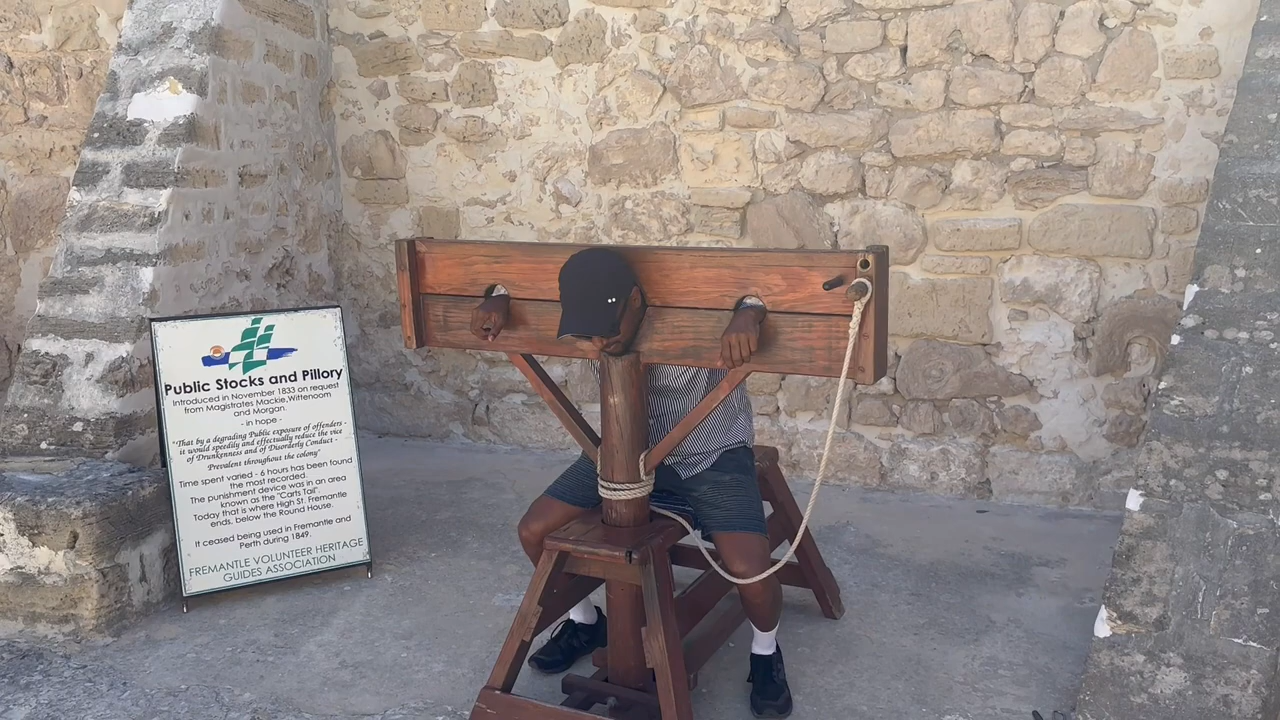 Public Stocks and Pillory
Introduced in November 1833 on request
from Magistrates Mackie,Wittenoom
and Morgan.
- in hope -
"That by a degrading Public exposure of offenders -
it would speedily and effectually reduce the vice
of Drunkenness and of Disorderly Conduct -
Prevalent throughout the colony"
Time spent varied - 6 hours has been found
the most recorded.
The punishment device was in an area
known as the "Carts Tail".
Today that is where High St. Fremantle
ends, below the Round House.
It ceased being used in Fremantle and
Perth during 1849.
FREMANTLE VOLUNTEER HERITAGE
GUIDES ASSOCIATION